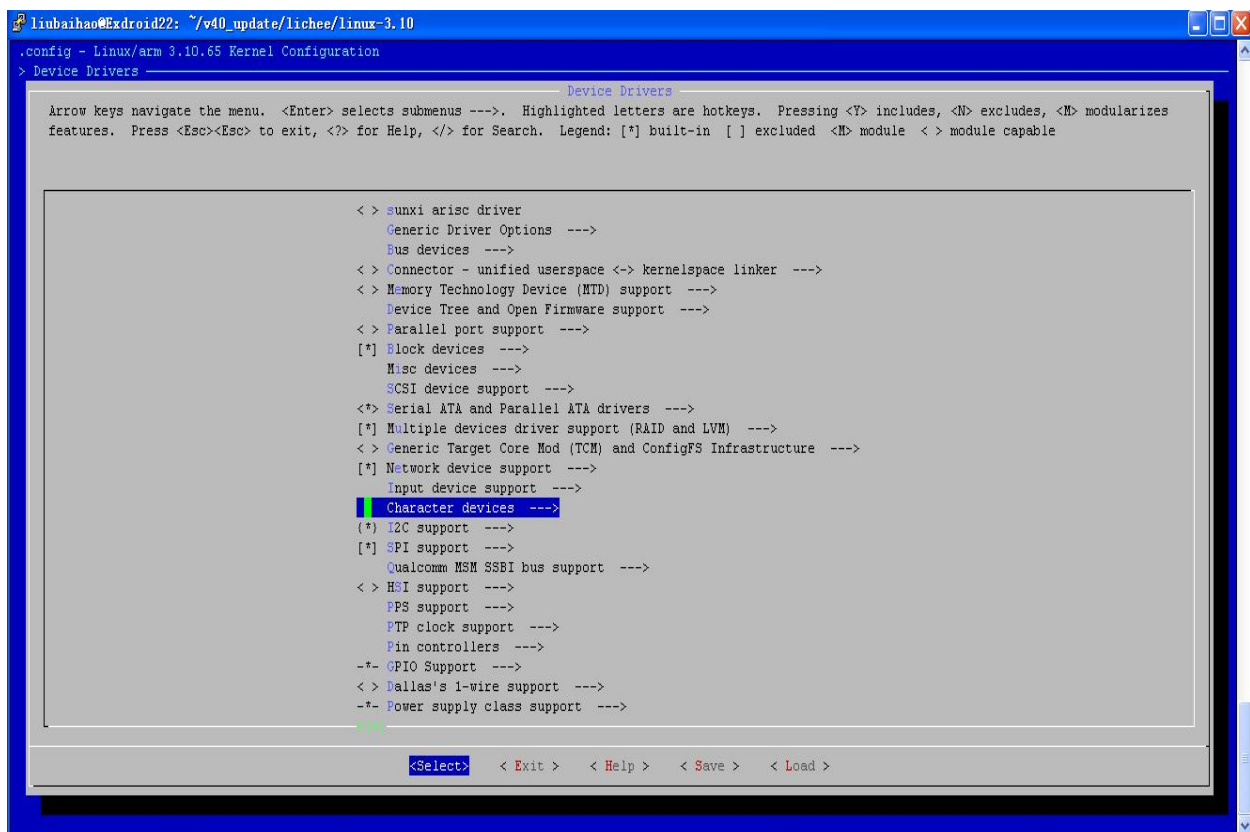 liubaihao@Exdroid22: ~/v40_update/lichee/linux-3.10
.config - Linux/arm 3.10.65 Kernel Configuration
> Device Drivers
Device Drivers
Arrow keys navigate the menu.  <Enter> selects submenus --->.  Highlighted letters are hotkeys.  Pressing <Y> includes, <N> excludes, <M> modularizes
features.  Press <Esc><Esc> to exit, <?> for Help, </> for Search.  Legend: [*] built-in  [ ] excluded  <M> module  < > module capable
< > sunxi arisc driver
Generic Driver Options  --->
Bus devices  --->
< > Connector - unified userspace <-> kernelspace linker  --->
< > Memory Technology Device (MTD) support  --->
Device Tree and Open Firmware support  --->
< > Parallel port support  --->
[*] Block devices  --->
Misc devices  --->
SCSI device support  --->
<*> Serial ATA and Parallel ATA drivers  --->
[*] Multiple devices driver support (RAID and LVM)  --->
< > Generic Target Core Mod (TCM) and ConfigFS Infrastructure  --->
[*] Network device support  --->
Input device support  --->
Character devices  --->
(*) I2C support  --->
[*] SPI support  --->
Qualcomm MSM SSBI bus support  --->
< > HSI support  --->
PPS support  --->
PTP clock support  --->
Pin controllers  --->
-*- GPIO Support  --->
< > Dallas's 1-wire support  --->
-*- Power supply class support  --->
<Select>    < Exit >    < Help >    < Save >    < Load >